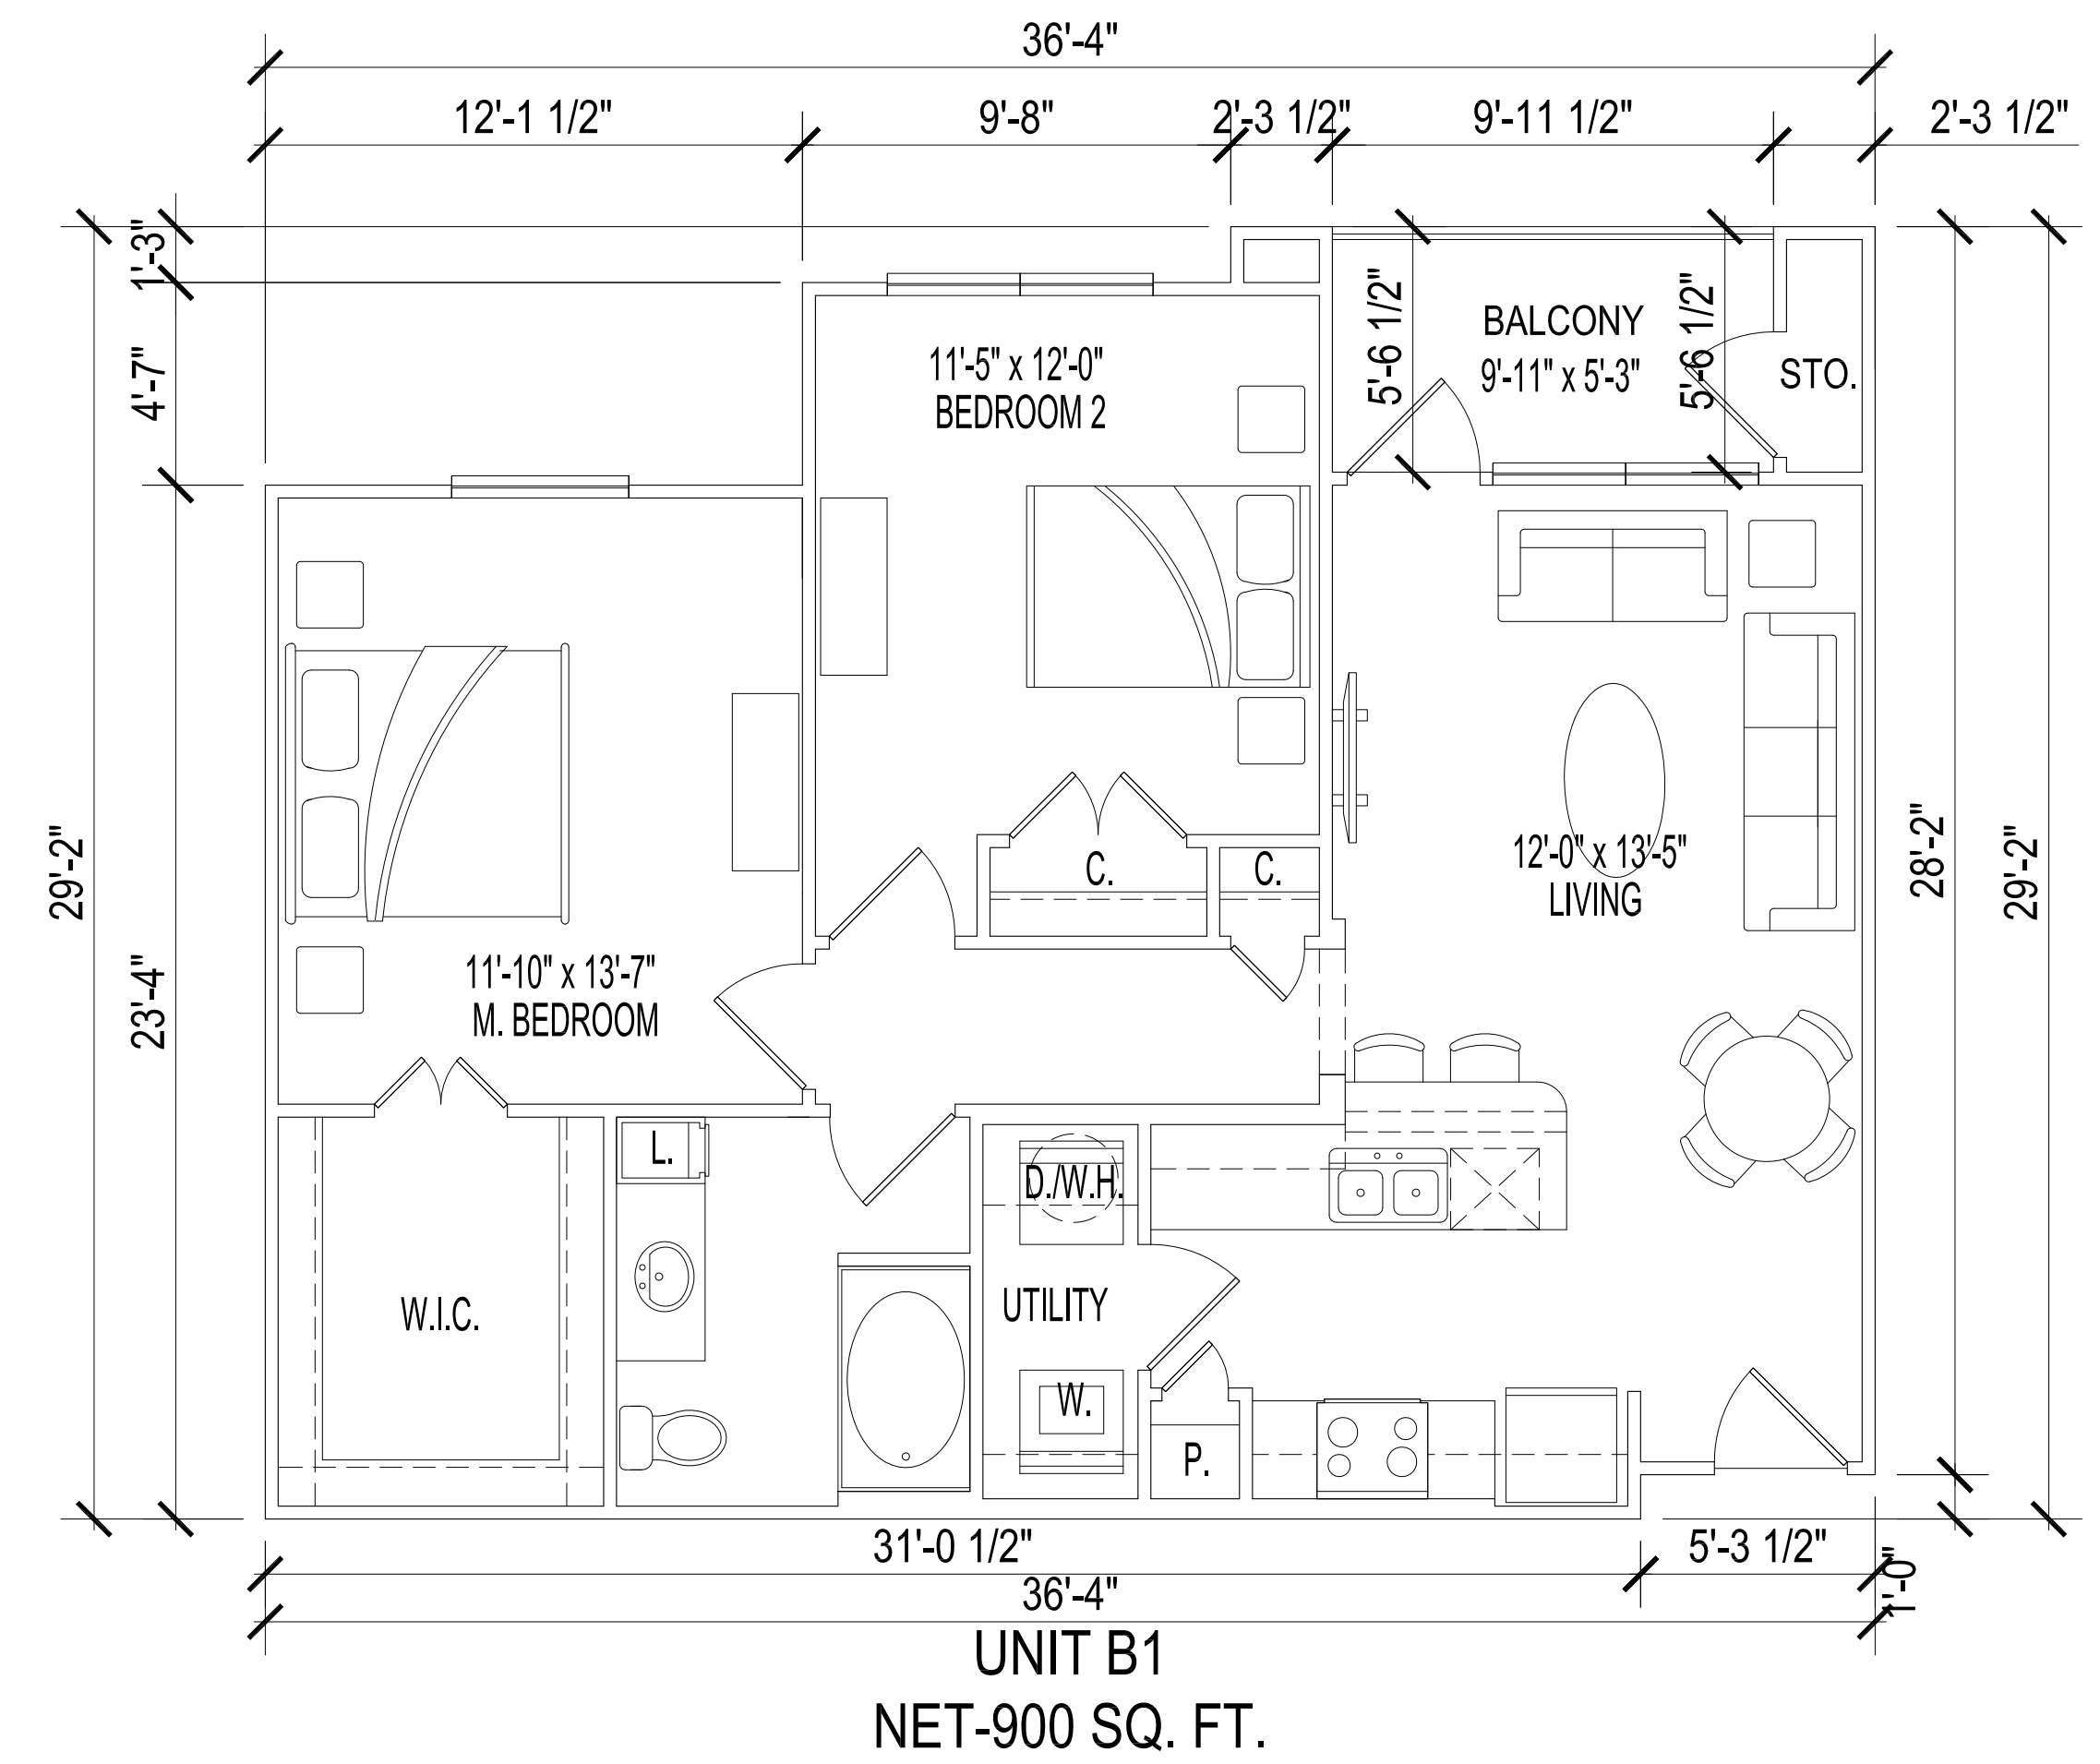 36'-4"
12'-1 1/2"
9'-8"
2'-3 1/2"
9'-11 1/2"
2'-3 1/2"
1'-3"
4'-7"
23'-4"
29'-2"
5'-6 1/2"
BALCONY
9'-11" x 5'-3"
5'-6 1/2"
STO.
11'-5" x 12'-0"
BEDROOM 2
C.
C.
12'-0" x 13'-5"
LIVING
28'-2"
29'-2"
11'-10" x 13'-7"
M. BEDROOM
L.
D./W.H.
W.I.C.
UTILITY
W.
P.
31'-0 1/2"
5'-3 1/2"
1'-0"
36'-4"
UNIT B1
NET-900 SQ. FT.